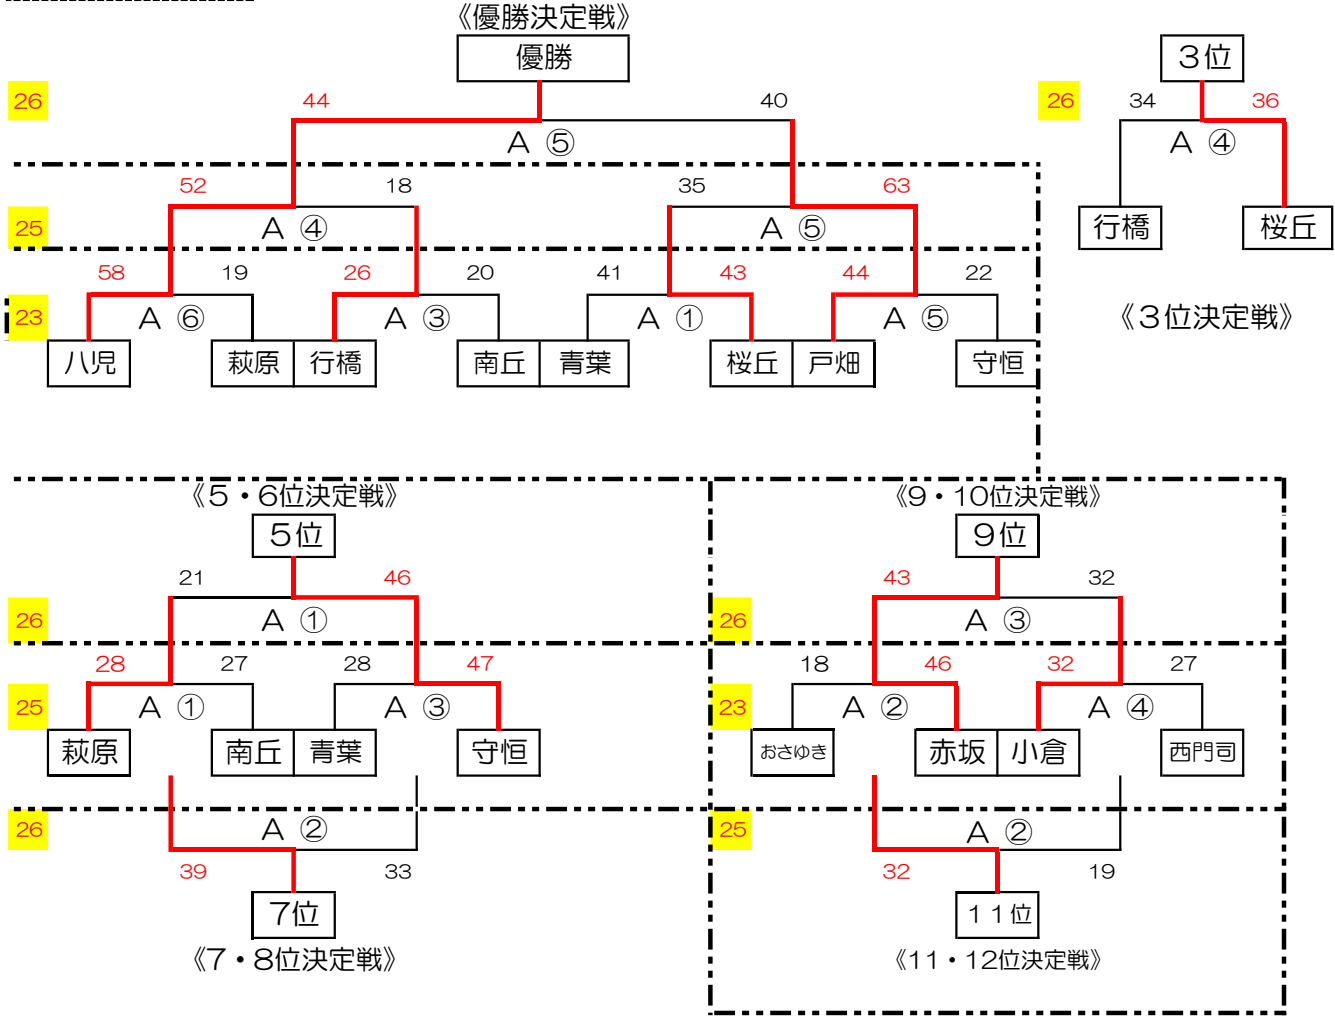 《優勝決定戦》
優勝 3位
26 44 40 26 34 36
A ⑤ A ④
52 18 35 63
25 A ④ A ⑤ 行橋 桜丘
58 19 26 20 41 43 44 22
23 A ⑥ A ③ A ① A ⑤ 《3位決定戦》
八児 萩原 行橋 南丘 青葉 桜丘 戸畑 守恒
《5・6位決定戦》 《9・10位決定戦》
5位 9位
21 46 43 32
26 A ① 26 A ③
28 27 28 47 18 46 32 27
25 A ① A ③ 23 A ② A ④
萩原 南丘 青葉 守恒 おさゆき 赤坂 小倉 西門司
26 A ② 25 A ②
39 33 32 19
7位 11位
《7・8位決定戦》 《11・12位決定戦》